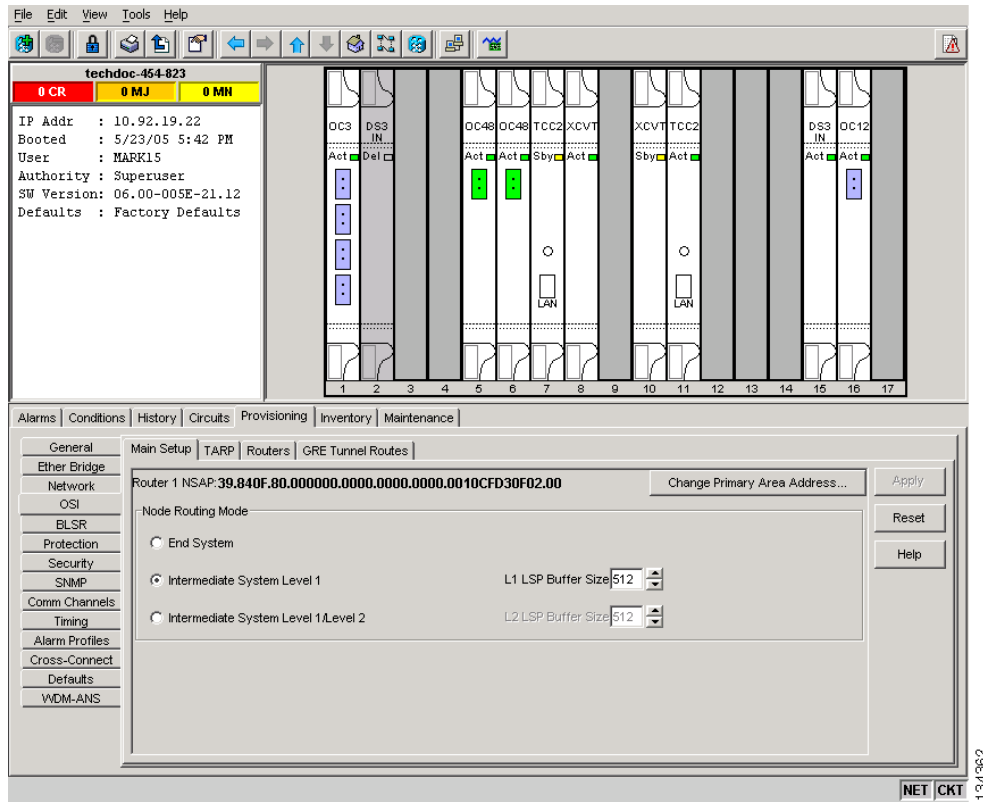 File Edit View Tools Help
techdoc-454-823
0 CR 0 MJ 0 MN
IP Addr : 10.92.19.22
Booted : 5/23/05 5:42 PM
User : MARK15
Authority : Superuser
SW Version: 06.00-005E-21.12
Defaults : Factory Defaults
OC3 DS3 IN OC48 OC48 TCC2 XCVT XCVT TCC2 DS3 IN OC12
Act Del Act Act Sby Act Sby Act Act Act
LAN LAN
1 2 3 4 5 6 7 8 9 10 11 12 13 14 15 16 17
Alarms Conditions History Circuits Provisioning Inventory Maintenance
General
Ether Bridge
Network
OSI
BLSR
Protection
Security
SNMP
Comm Channels
Timing
Alarm Profiles
Cross-Connect
Defaults
WDM-ANS
Main Setup TARP Routers GRE Tunnel Routes
Router 1 NSAP: 39.840F.80.000000.0000.0000.0000.0010CFD30F02.00 Change Primary Area Address...
Node Routing Mode
End System
Intermediate System Level 1 L1 LSP Buffer Size 512
Intermediate System Level 1/Level 2 L2 LSP Buffer Size 512
Apply
Reset
Help
NET CKT
134362